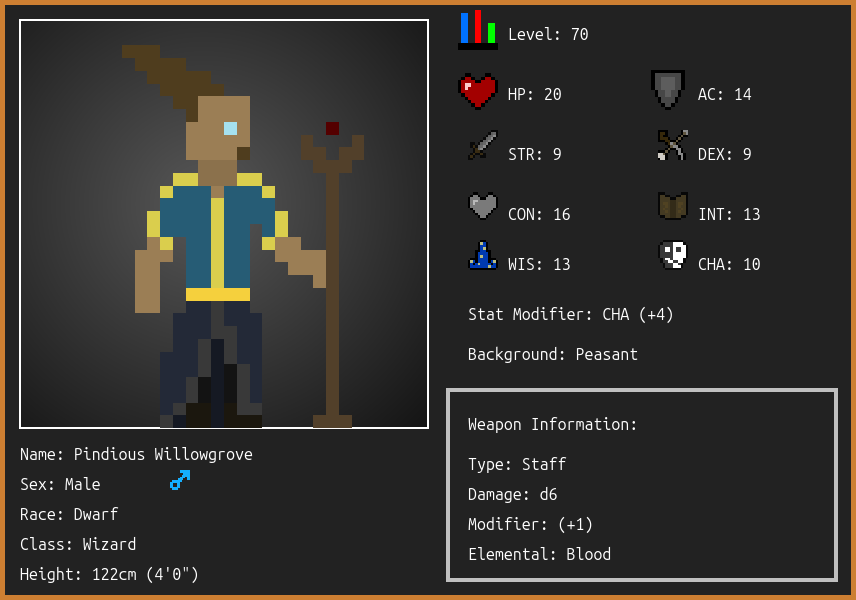 Level: 70
HP: 20
AC: 14
STR: 9
DEX: 9
CON: 16
INT: 13
WIS: 13
CHA: 10
Stat Modifier: CHA (+4)
Background: Peasant
Weapon Information:
Type: Staff
Damage: d6
Modifier: (+1)
Elemental: Blood
Name: Pindious Willowgrove
Sex: Male
Race: Dwarf
Class: Wizard
Height: 122cm (4'0")